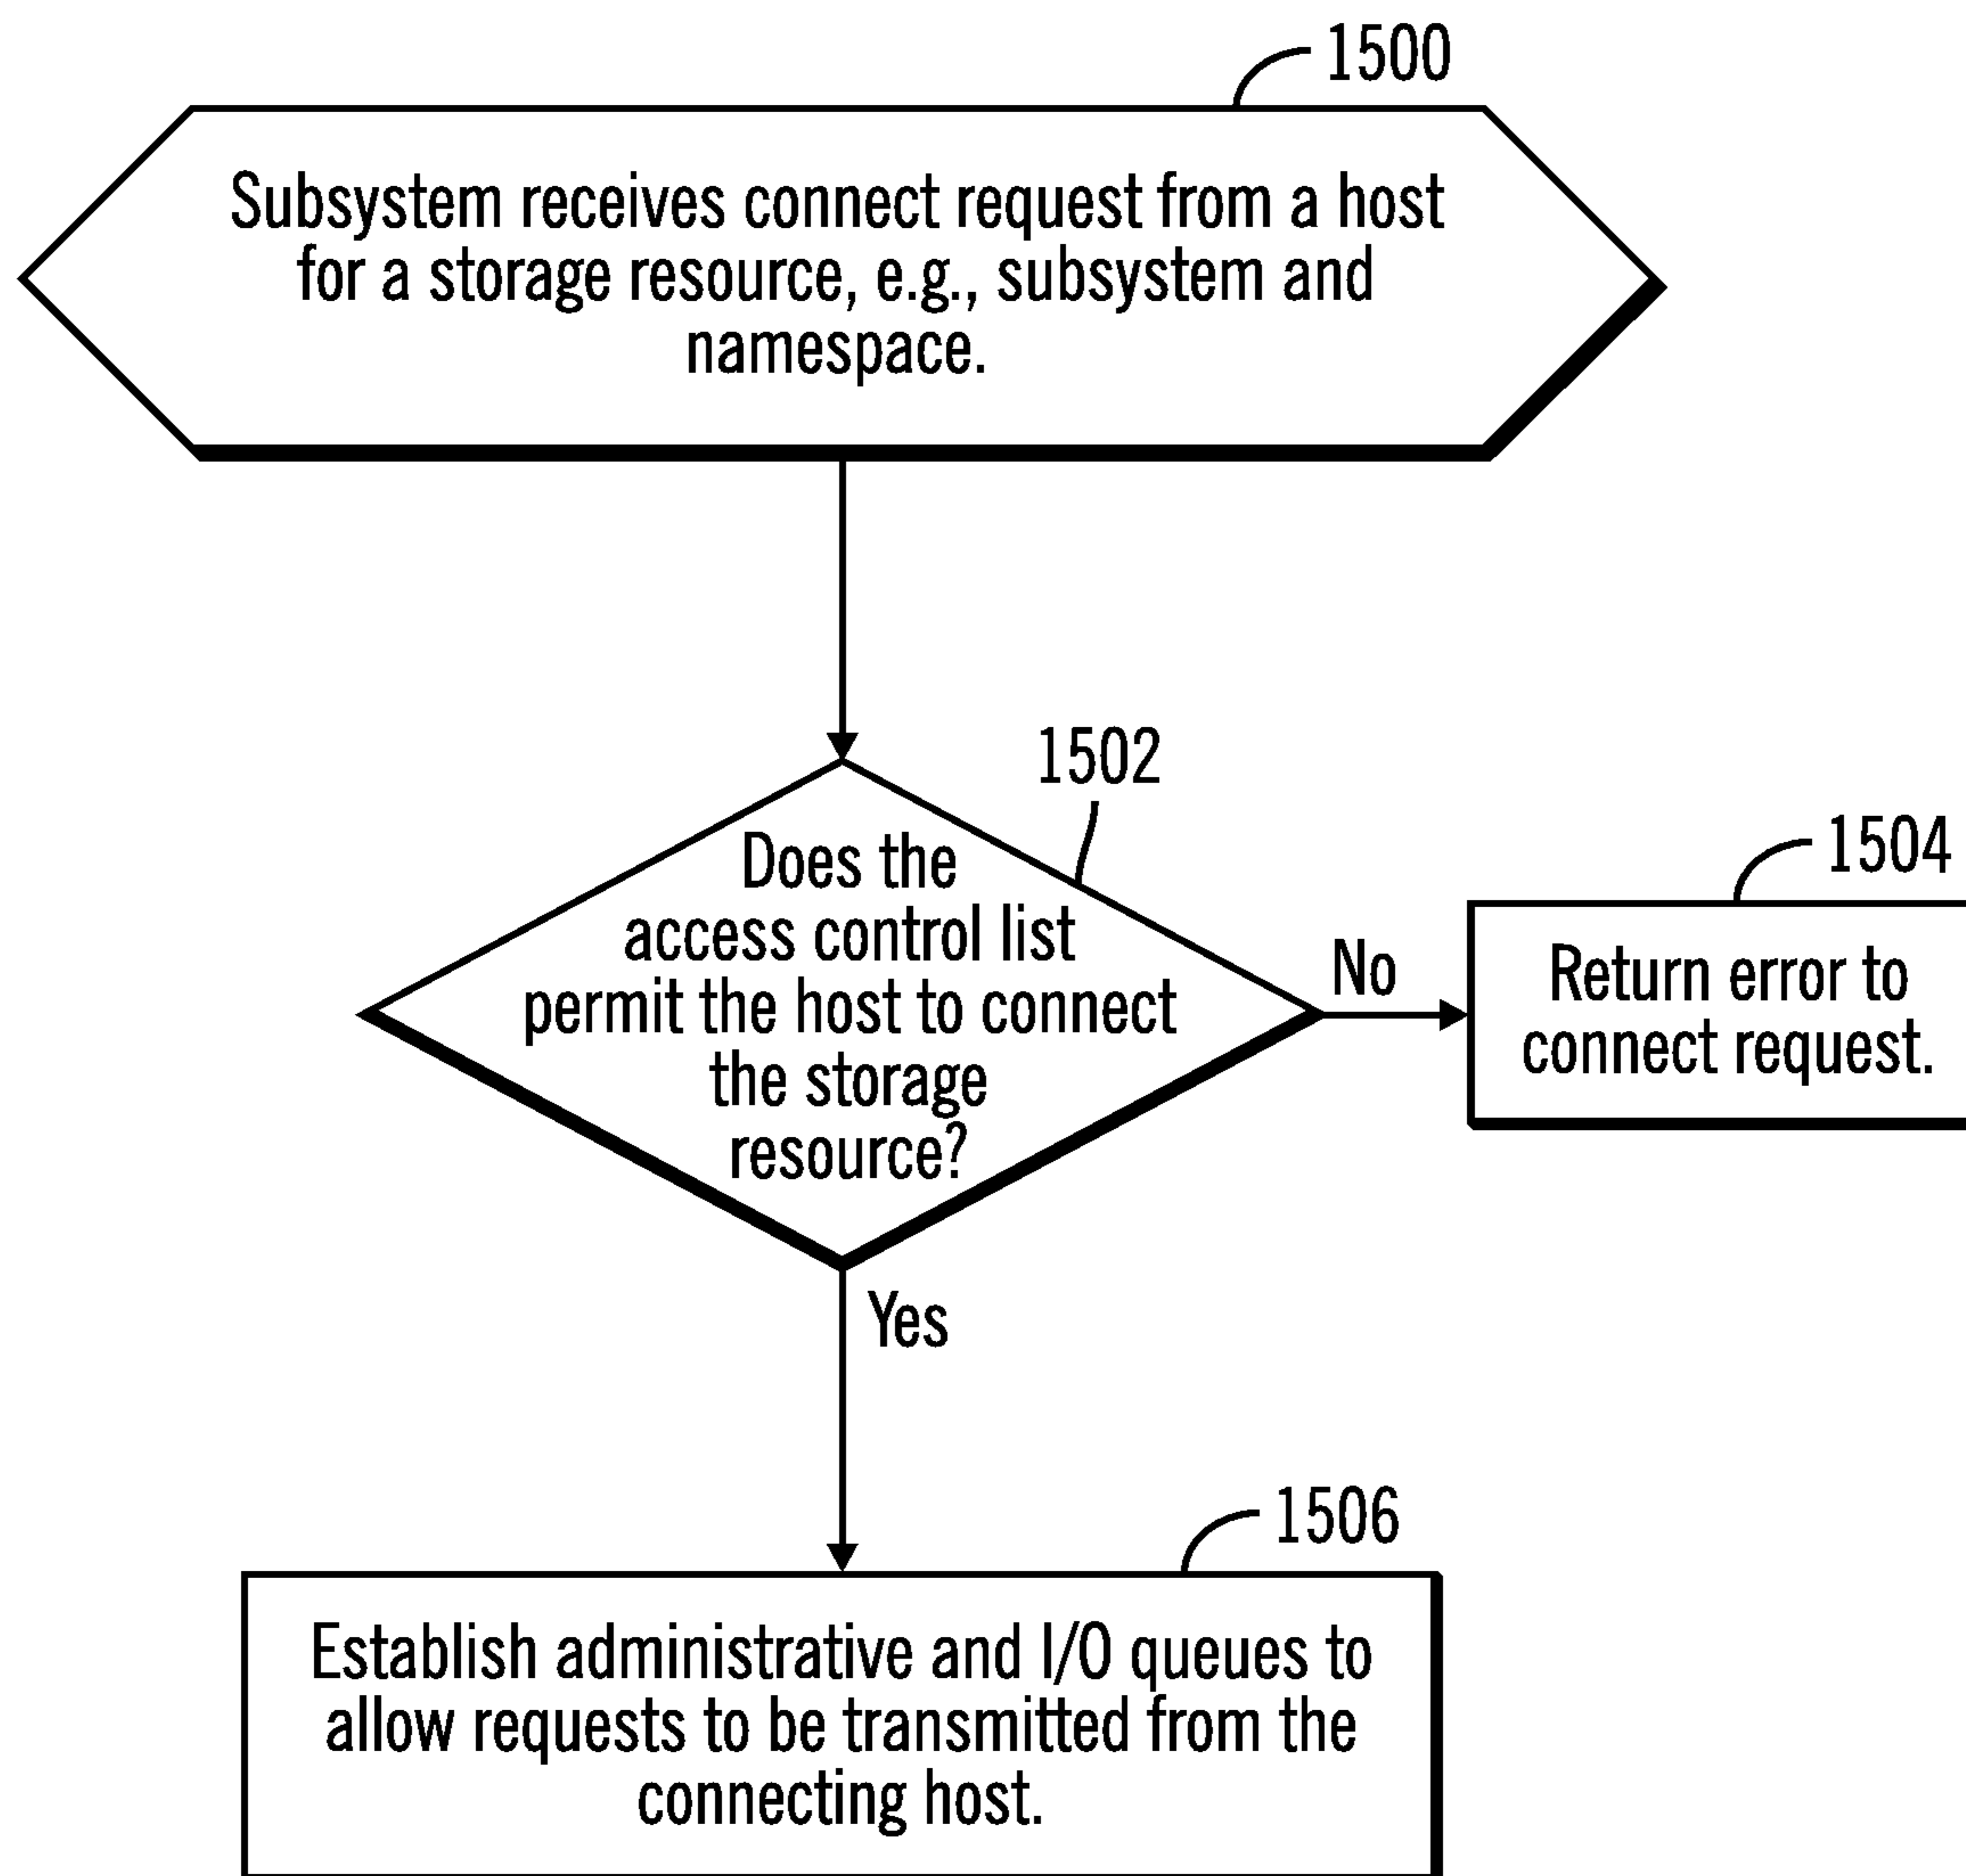 1500
Subsystem receives connect request from a host
for a storage resource, e.g., subsystem and
namespace.
1502
Does the
access control list
permit the host to connect
the storage
resource?
No
1504
Return error to
connect request.
Yes
1506
Establish administrative and I/O queues to
allow requests to be transmitted from the
connecting host.